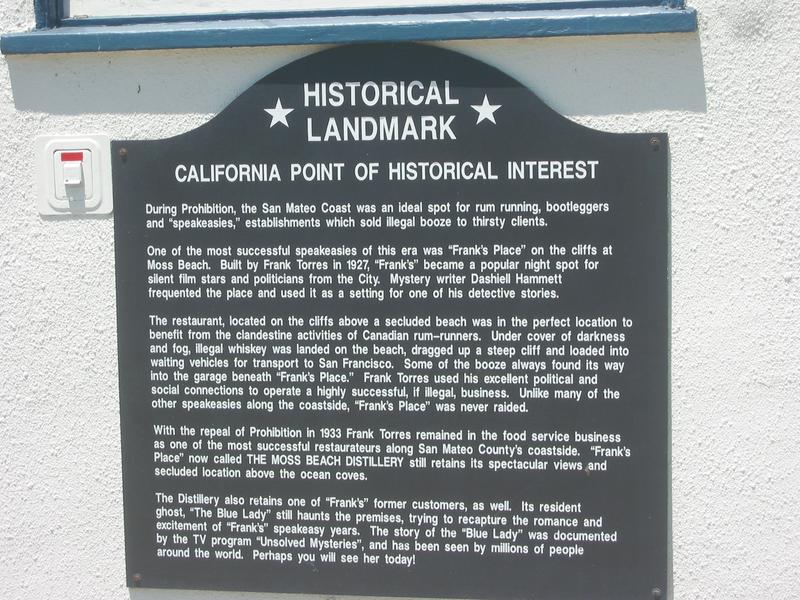 HISTORICAL
LANDMARK
CALIFORNIA POINT OF HISTORICAL INTEREST
During Prohibition, the San Mateo Coast was an ideal spot for rum running, bootleggers
and "speakeasies," establishments which sold illegal booze to thirsty clients.
One of the most successful speakeasies of this era was "Frank's Place" on the cliffs at
Moss Beach. Built by Frank Torres in 1927, "Frank's" became a popular night spot for
silent film stars and politicians from the City. Mystery writer Dashiell Hammett
frequented the place and used it as a setting for one of his detective stories.
The restaurant, located on the cliffs above a secluded beach was in the perfect location to
benefit from the clandestine activities of Canadian rum-runners. Under cover of darkness
and fog, illegal whiskey was landed on the beach, dragged up a steep cliff and loaded into
waiting vehicles for transport to San Francisco. Some of the booze always found its way
into the garage beneath "Frank's Place." Frank Torres used his excellent political and
social connections to operate a highly successful, if illegal, business. Unlike many of the
other speakeasies along the coastside, "Frank's Place" was never raided.
With the repeal of Prohibition in 1933 Frank Torres remained in the food service business
as one of the most successful restaurateurs along San Mateo County's coastside. "Frank's
Place" now called THE MOSS BEACH DISTILLERY still retains its spectacular views and
secluded location above the ocean coves.
The Distillery also retains one of "Frank's" former customers, as well. Its resident
ghost, "The Blue Lady" still haunts the premises, trying to recapture the romance and
excitement of "Frank's" speakeasy years. The story of the "Blue Lady" was documented
by the TV program "Unsolved Mysteries", and has been seen by millions of people
around the world. Perhaps you will see her today!